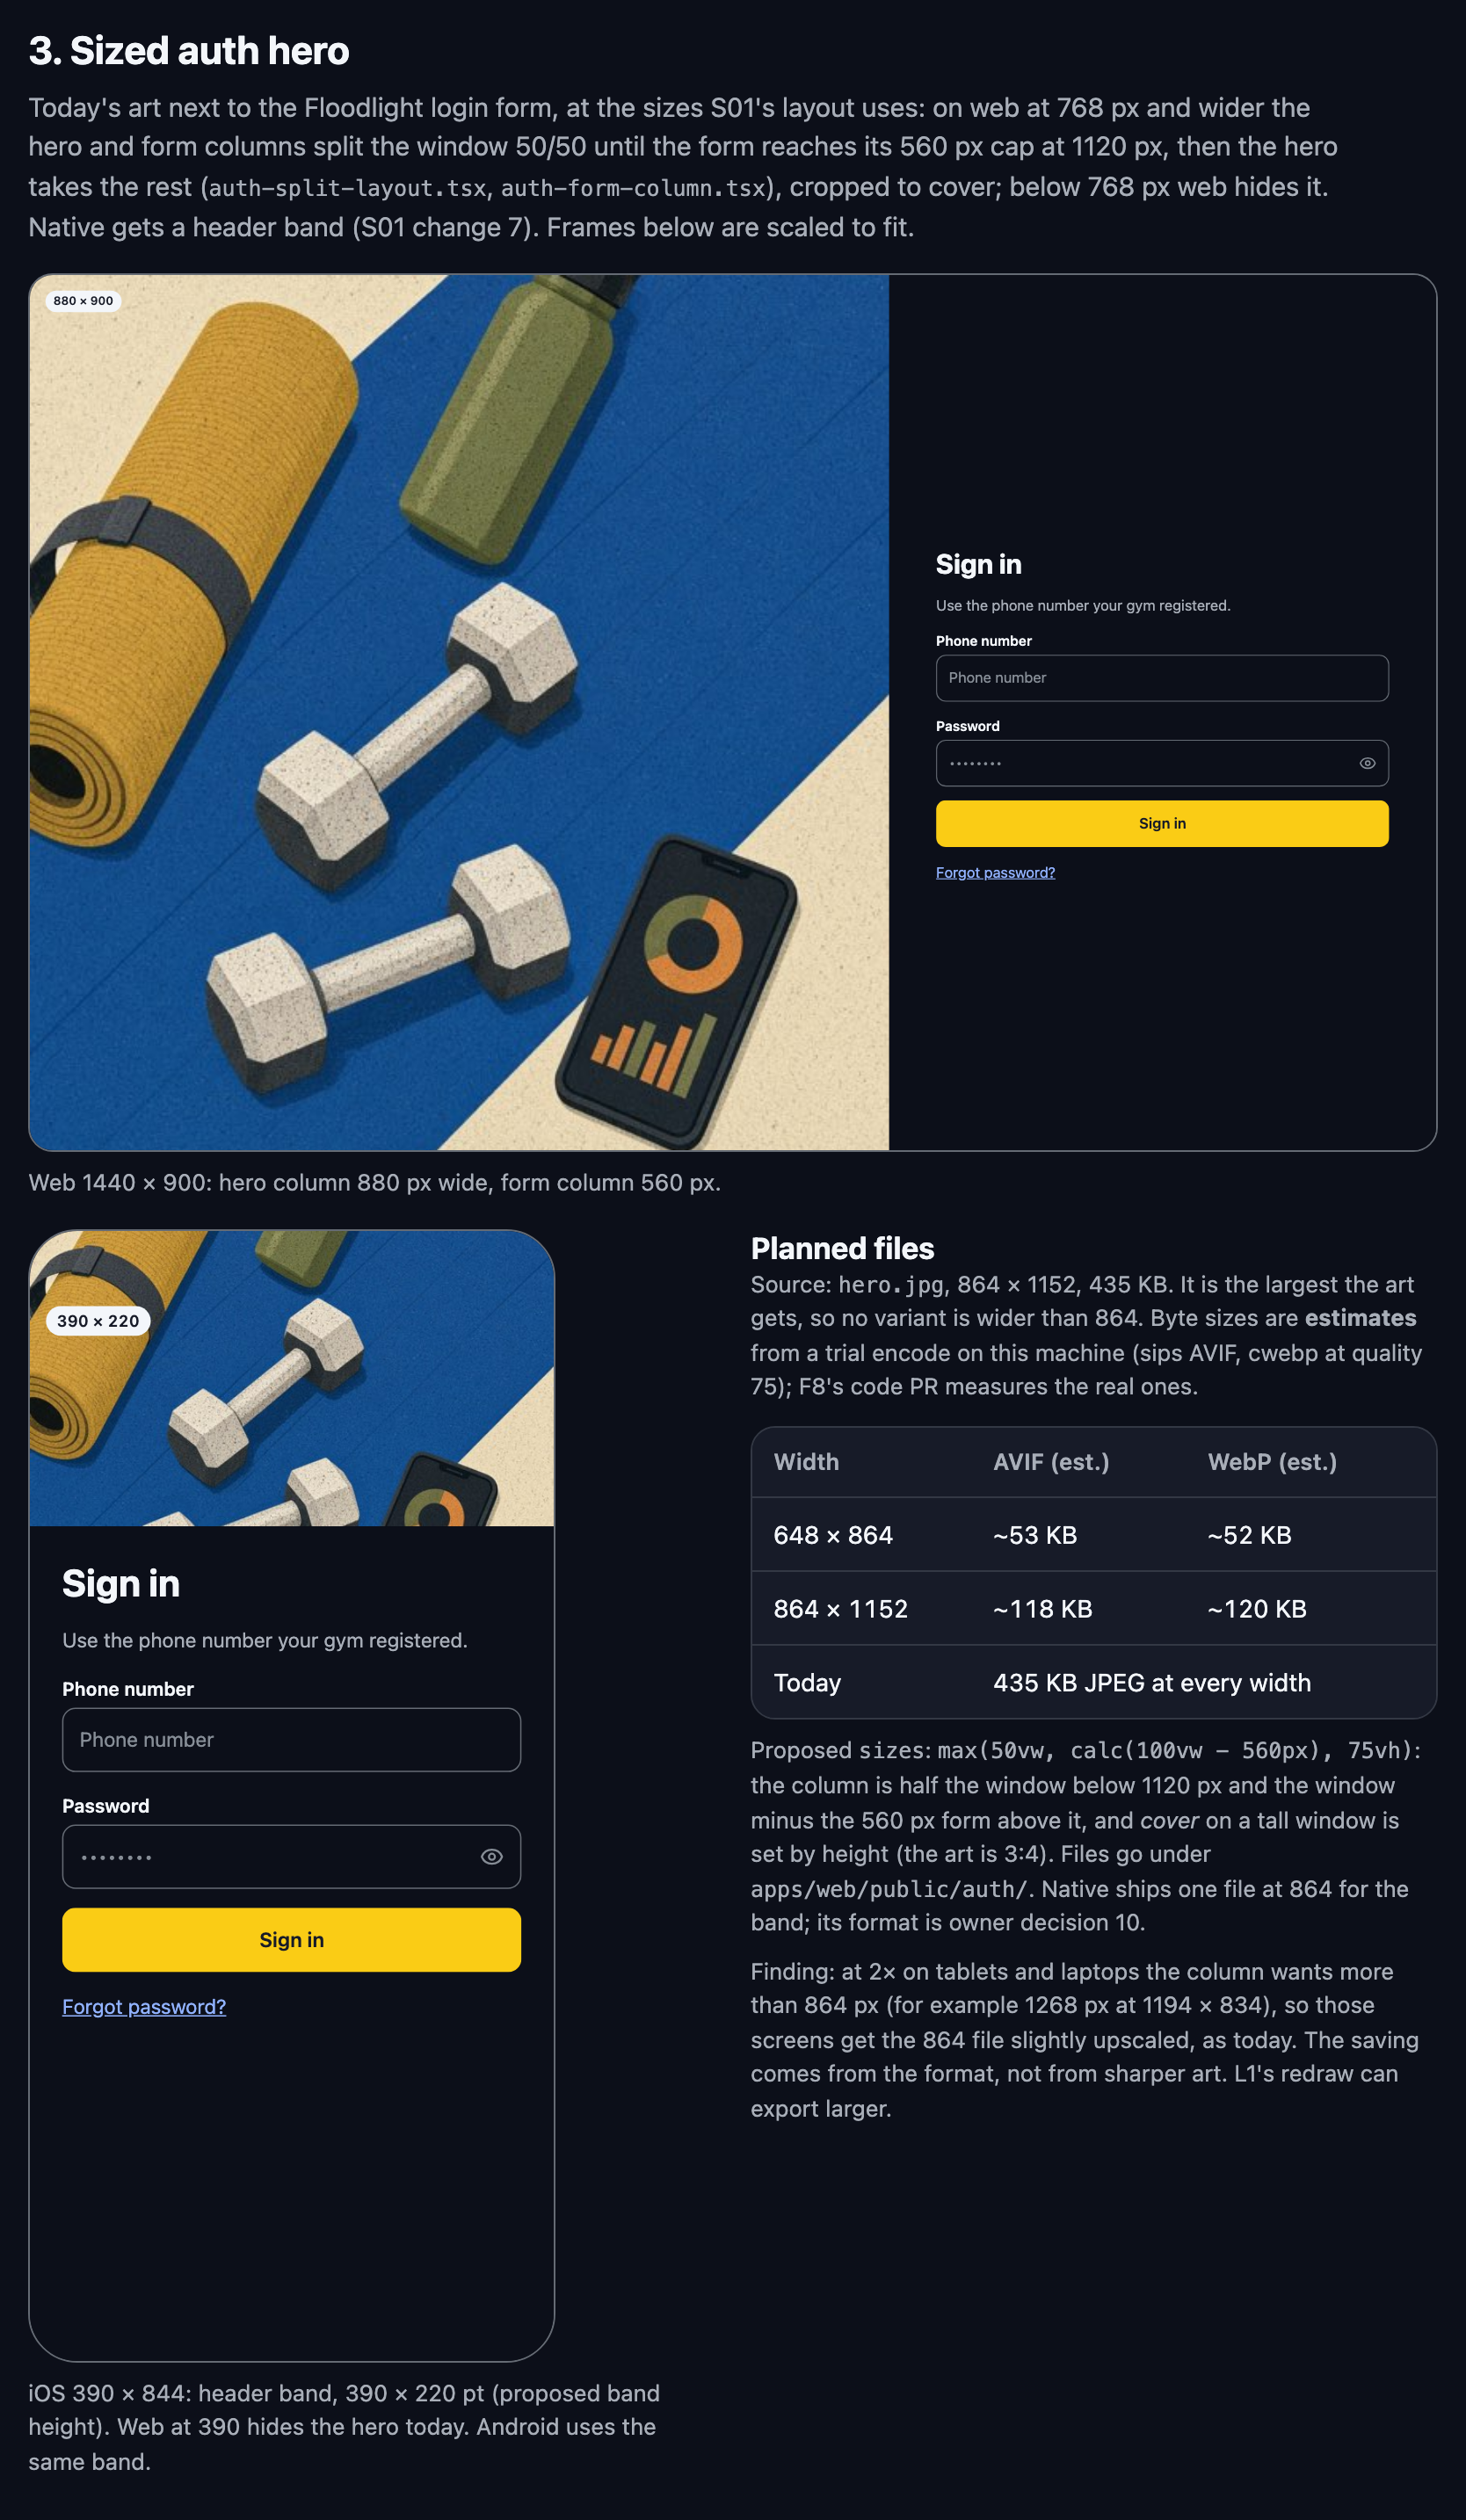 3. Sized auth hero
Today's art next to the Floodlight login form, at the sizes S01's layout uses: on web at 768 px and wider the
hero and form columns split the window 50/50 until the form reaches its 560 px cap at 1120 px, then the hero
takes the rest (auth-split-layout.tsx, auth-form-column.tsx), cropped to cover; below 768 px web hides it.
Native gets a header band (S01 change 7). Frames below are scaled to fit.
880 × 900
Sign in
Use the phone number your gym registered.
Phone number
Phone number
Password
••••••••
Sign in
Forgot password?
Web 1440 × 900: hero column 880 px wide, form column 560 px.
390 × 220
Sign in
Use the phone number your gym registered.
Phone number
Phone number
Password
••••••••
Sign in
Forgot password?
iOS 390 × 844: header band, 390 × 220 pt (proposed band
height). Web at 390 hides the hero today. Android uses the
same band.
Planned files
Source: hero.jpg, 864 × 1152, 435 KB. It is the largest the art
gets, so no variant is wider than 864. Byte sizes are estimates
from a trial encode on this machine (sips AVIF, cwebp at quality
75); F8's code PR measures the real ones.
Width AVIF (est.) WebP (est.)
648 × 864 ~53 KB ~52 KB
864 × 1152 ~118 KB ~120 KB
Today 435 KB JPEG at every width
Proposed sizes: max(50vw, calc(100vw − 560px), 75vh):
the column is half the window below 1120 px and the window
minus the 560 px form above it, and cover on a tall window is
set by height (the art is 3:4). Files go under
apps/web/public/auth/. Native ships one file at 864 for the
band; its format is owner decision 10.
Finding: at 2× on tablets and laptops the column wants more
than 864 px (for example 1268 px at 1194 × 834), so those
screens get the 864 file slightly upscaled, as today. The saving
comes from the format, not from sharper art. L1's redraw can
export larger.